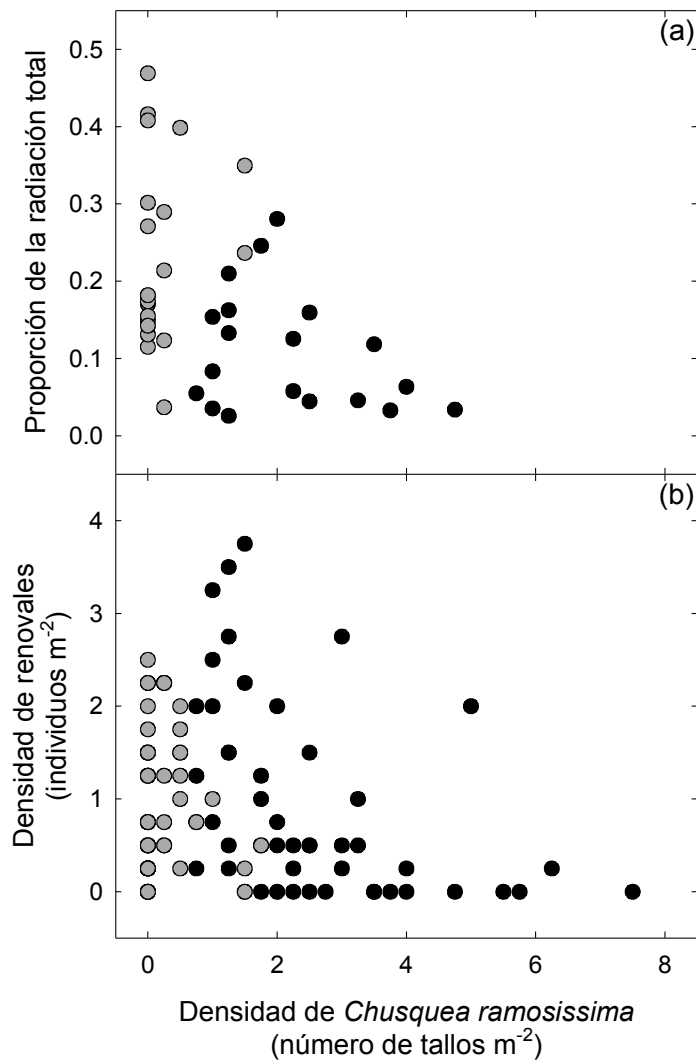 (a)
Proporción de la radiación total
0.5
0.4
0.3
0.2
0.1
0.0
(b)
Densidad de renovales
(individuos m-2)
4
3
2
1
0
0 2 4 6 8
Densidad de Chusquea ramosissima
(número de tallos m-2)